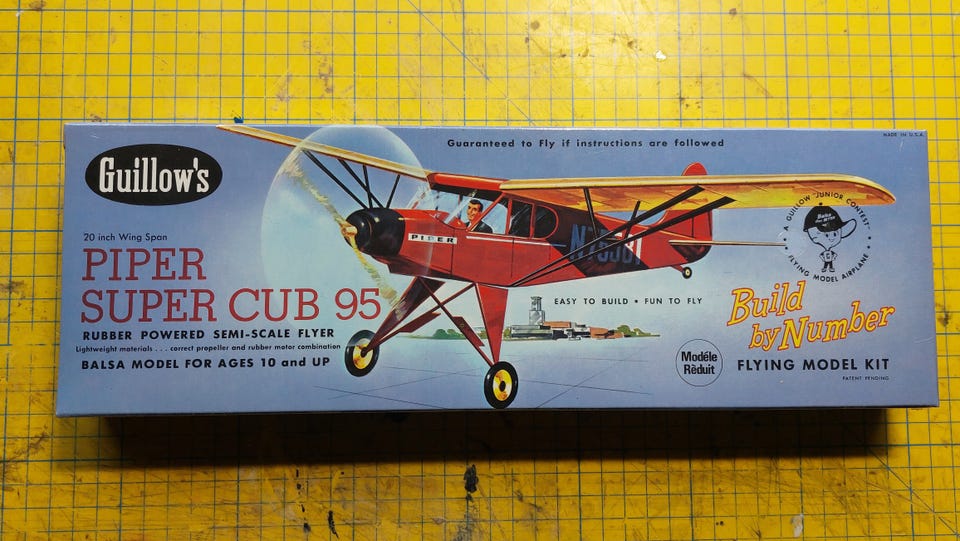 Guaranteed to Fly if instructions are followed
MADE IN U.S.A.
Guillow's
20 inch Wing Span
PIPER
SUPER CUB 95
RUBBER POWERED SEMI-SCALE FLYER
Lightweight materials . . . correct propeller and rubber motor combination
BALSA MODEL FOR AGES 10 and UP
PIPER
A GUILLOW "JUNIOR CONTEST"
FLYING MODEL AIRPLANE
Balsa
G
EASY TO BUILD • FUN TO FLY
Build
by Number
Modéle
Rèduit
FLYING MODEL KIT
PATENT PENDING